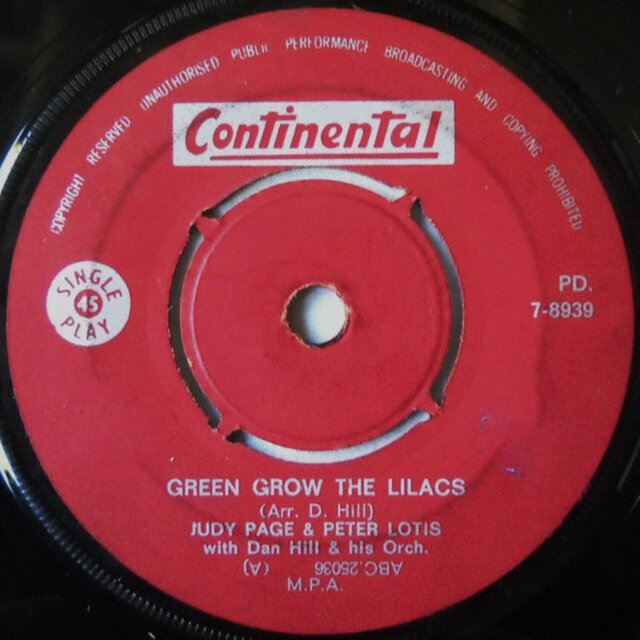 COPYRIGHT RESERVED UNAUTHORISED PUBLIC PERFORMANCE BROADCASTING AND COPYING PROHIBITED
Continental
SINGLE
45
PLAY
PD.
7-8939
GREEN GROW THE LILACS
(Arr. D. Hill)
JUDY PAGE & PETER LOTIS
with Dan Hill & his Orch.
ABC.25036 (A)
M.P.A.